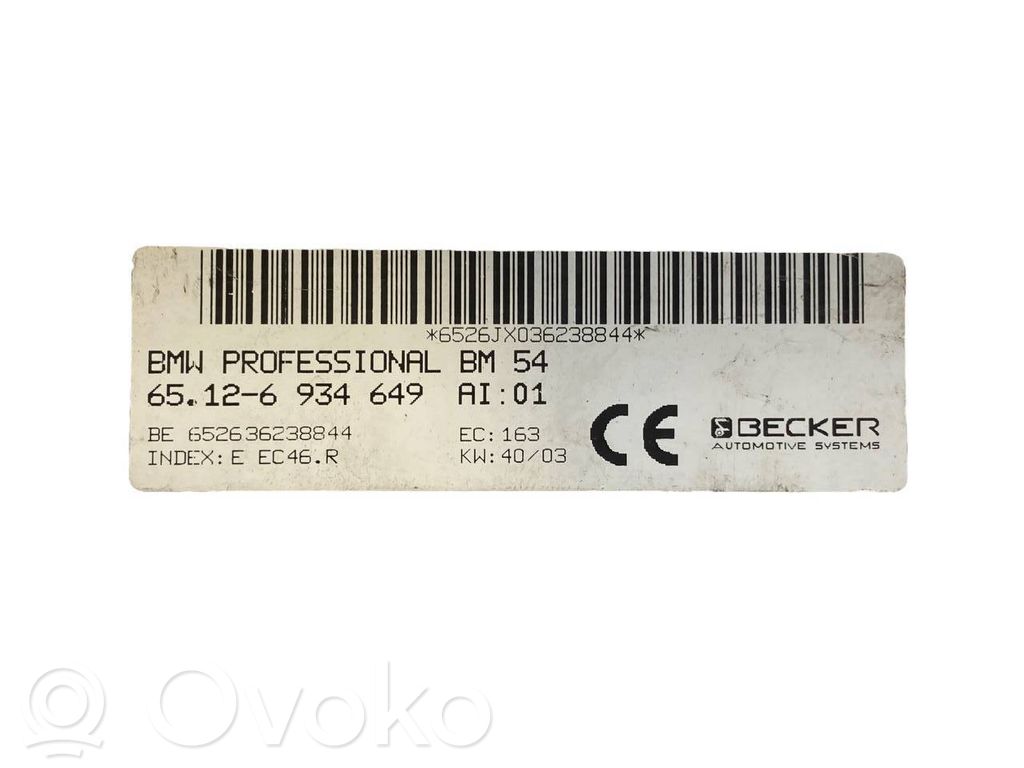 *6526JX036238844*
BMW PROFESSIONAL BM 54
65.12-6 934 649 AI:01
BE 652636238844 EC:163
INDEX:E EC46.R KW:40/03
CE
BECKER
AUTOMOTIVE SYSTEMS
Ovoko